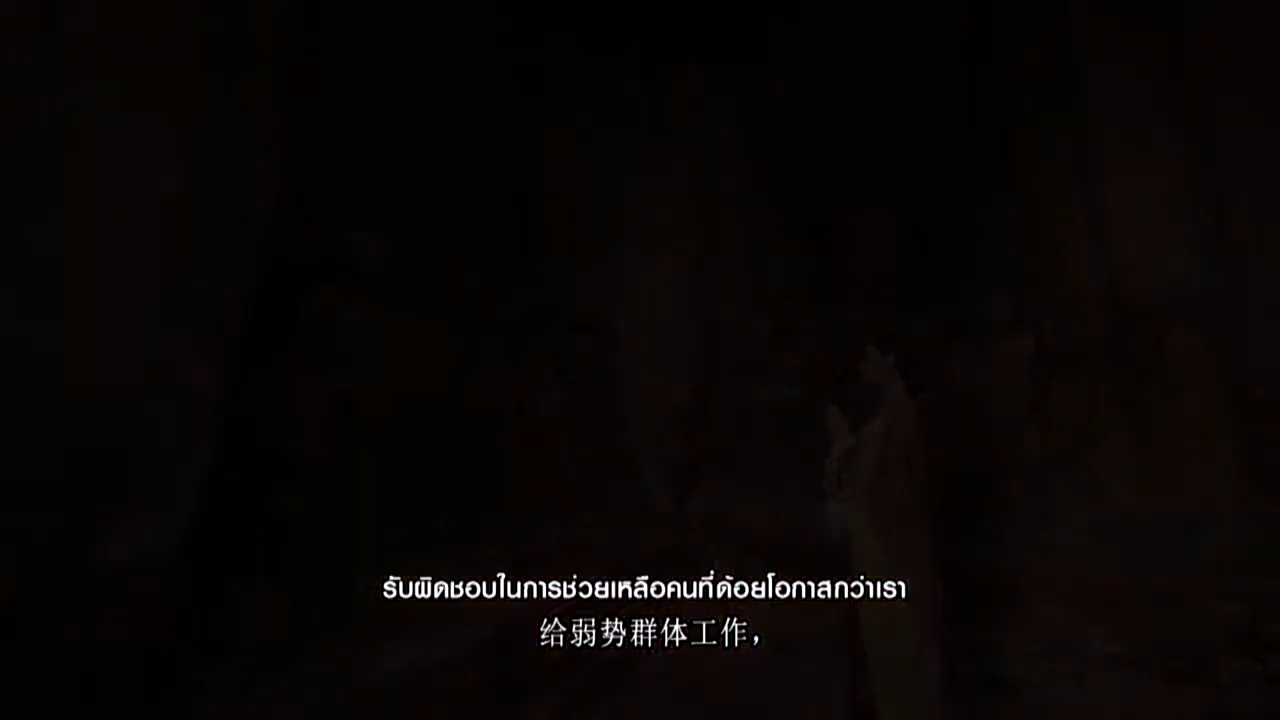 รับผิดชอบในการช่วยเหลือคนที่ด้อยโอกาสกว่าเรา
给弱势群体工作，